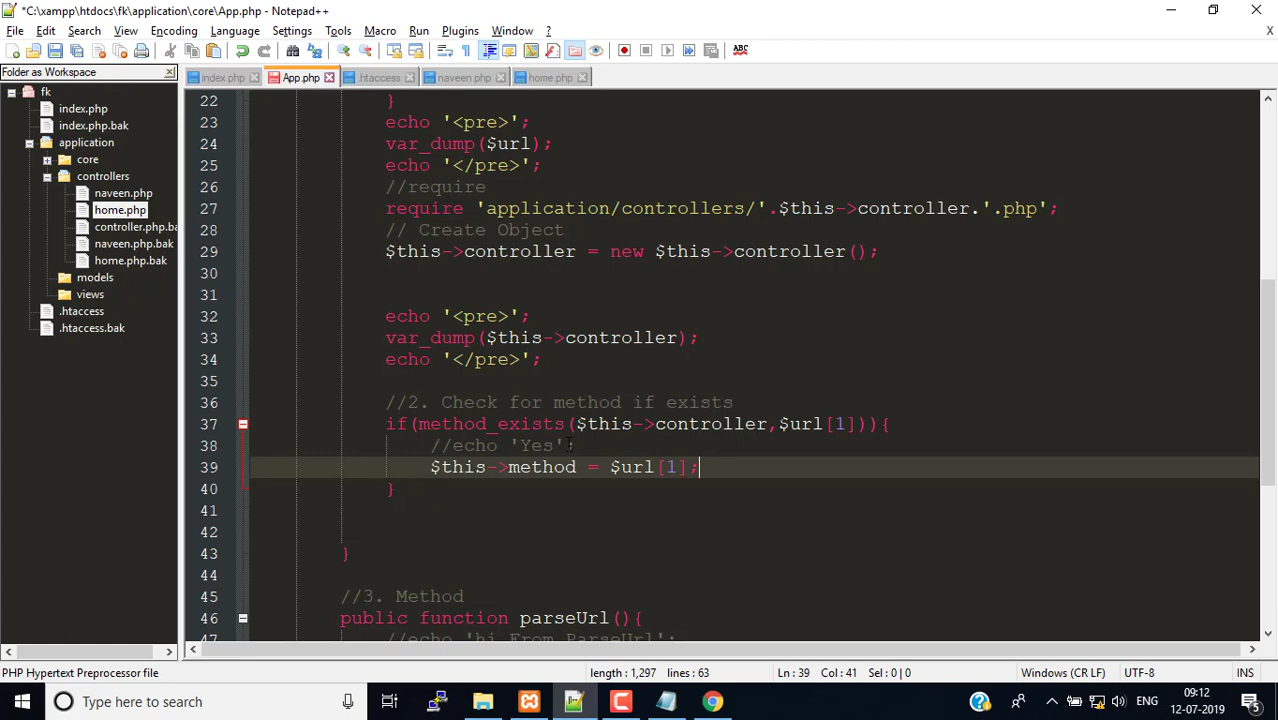 *C:\xampp\htdocs\fk\application\core\App.php - Notepad++
File Edit Search View Encoding Language Settings Tools Macro Run Plugins Window ? X
ABC
Folder as Workspace
index.php App.php .htaccess naveen.php home.php
fk
index.php
index.php.bak
application
core
controllers
naveen.php
home.php
controller.php.ba
naveen.php.bak
home.php.bak
models
views
.htaccess
.htaccess.bak
22 }
23 echo '<pre>';
24 var_dump($url);
25 echo '</pre>';
26 //require
27 require 'application/controllers/'.$this->controller.'.php';
28 // Create Object
29 $this->controller = new $this->controller();
30
31
32 echo '<pre>';
33 var_dump($this->controller);
34 echo '</pre>';
35
36 //2. Check for method if exists
37 if(method_exists($this->controller,$url[1])){
38 //echo 'Yes';
39 $this->method = $url[1];
40 }
41
42
43 }
44
45 //3. Method
46 public function parseUrl(){
47 //echo 'hi From ParseUrl';
PHP Hypertext Preprocessor file length : 1,297 lines : 63 Ln : 39 Col : 41 Sel : 0 | 0 Windows (CR LF) UTF-8 INS
Type here to search
ENG
09:12
12-07-2019
5